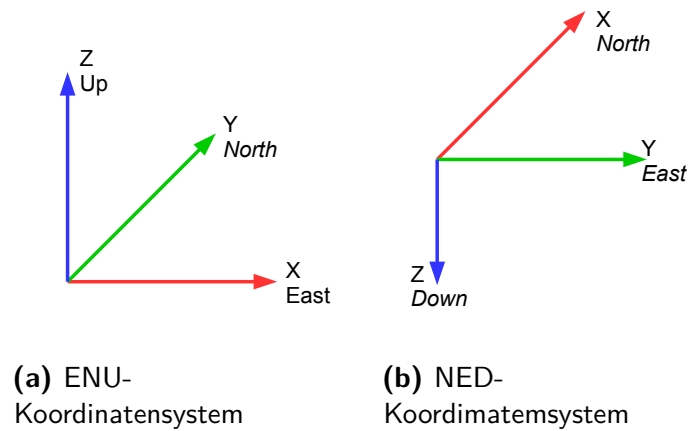 Z
Up
Y
North
X
East
(a) ENU-
Koordinatensystem
X
North
Y
East
Z
Down
(b) NED-
Koordimatemsystem